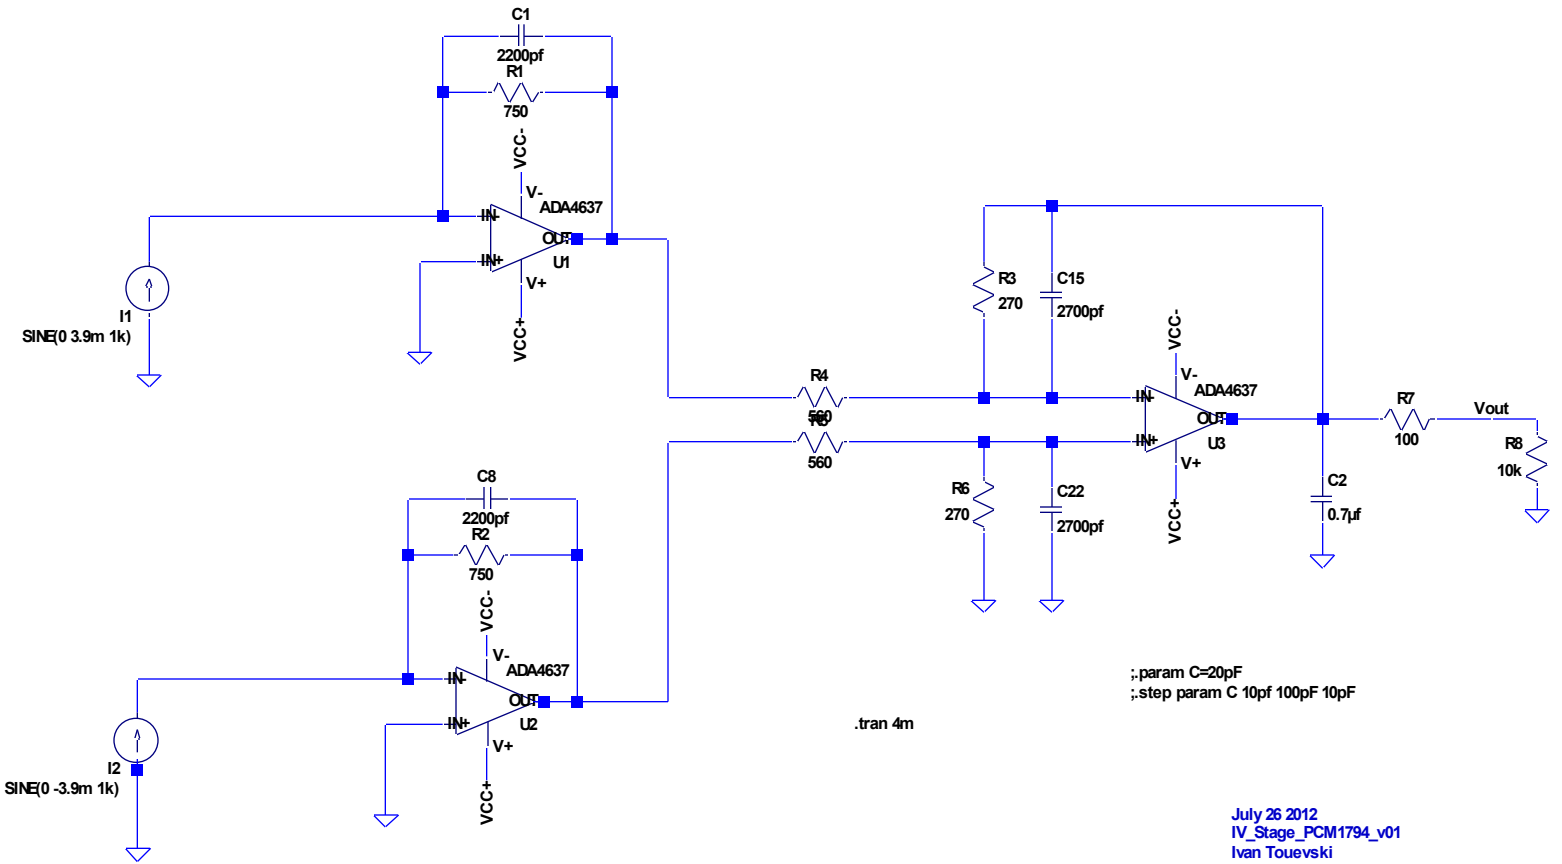 C1
2200pf
R1
750
VCC-
V-
ADA4637
IN-
OUT
IN+
U1
V+
VCC+
I1
SINE(0 3.9m 1k)
R3
270
C15
2700pf
VCC-
V-
ADA4637
R4
560
IN-
OUT
R7
100
Vout
R5
560
IN+
U3
V+
VCC+
R8
10k
C2
0.7µf
R6
270
C22
2700pf
C8
2200pf
R2
750
VCC-
V-
ADA4637
IN-
OUT
IN+
U2
V+
VCC+
I2
SINE(0 -3.9m 1k)
;.param C=20pF
;.step param C 10pf 100pF 10pF
.tran 4m
July 26 2012
IV_Stage_PCM1794_v01
Ivan Touevski